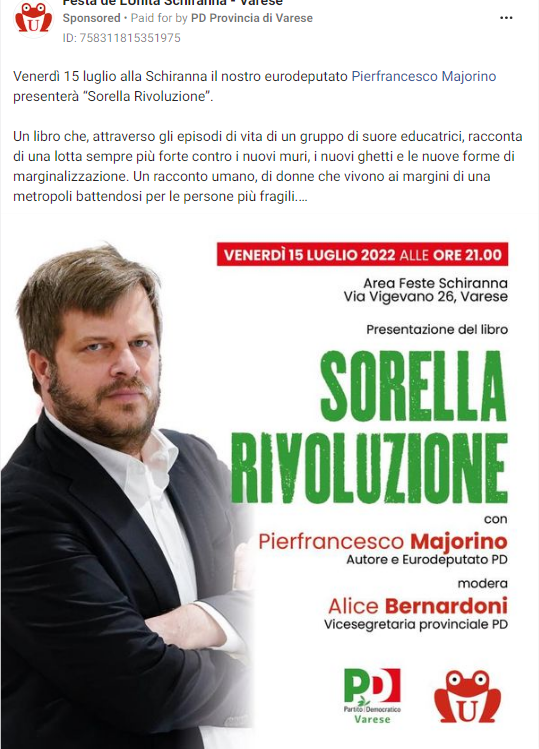 Festa de L'Unità Schiranna - Varese
Sponsored • Paid for by PD Provincia di Varese
ID: 758311815351975
Venerdì 15 luglio alla Schiranna il nostro eurodeputato Pierfrancesco Majorino
presenterà “Sorella Rivoluzione”.
Un libro che, attraverso gli episodi di vita di un gruppo di suore educatrici, racconta
di una lotta sempre più forte contro i nuovi muri, i nuovi ghetti e le nuove forme di
marginalizzazione. Un racconto umano, di donne che vivono ai margini di una
metropoli battendosi per le persone più fragili....
VENERDÌ 15 LUGLIO 2022 ALLE ORE 21.00
Area Feste Schiranna
Via Vigevano 26, Varese
Presentazione del libro
SORELLA
RIVOLUZIONE
con
Pierfrancesco Majorino
Autore e Eurodeputato PD
modera
Alice Bernardoni
Vicesegretaria provinciale PD
PD
Partito Democratico
Varese
U